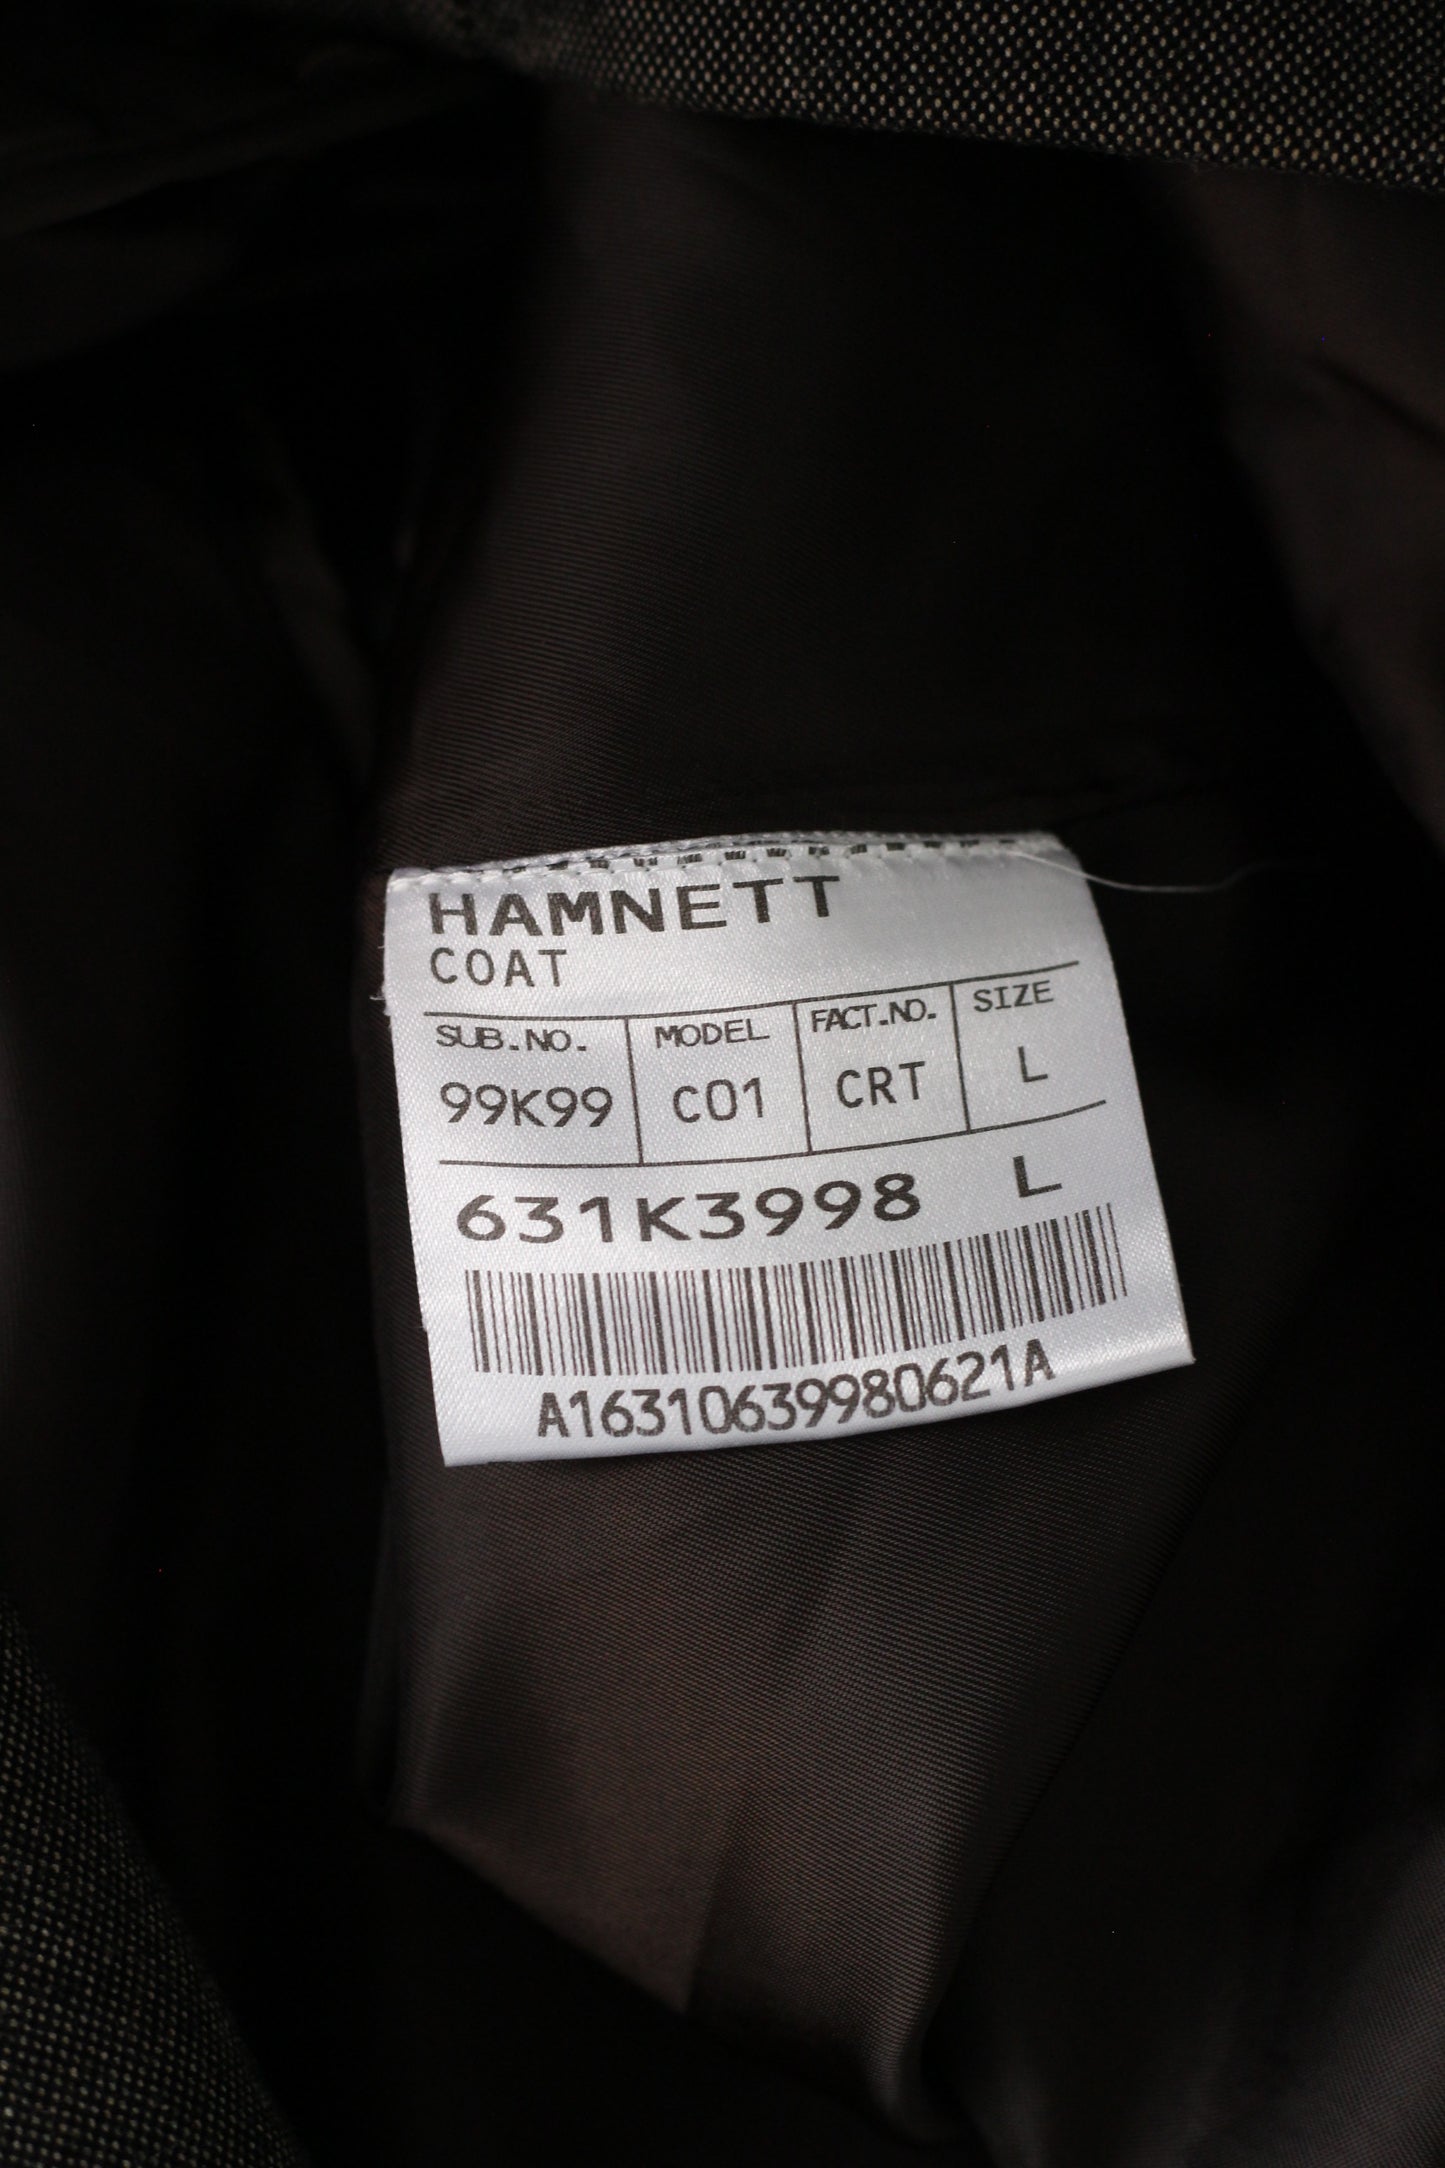 HAMNETT
COAT
SUB.NO. MODEL FACT.NO. SIZE
99K99 C01 CRT L
631K3998 L
A16310639980621A